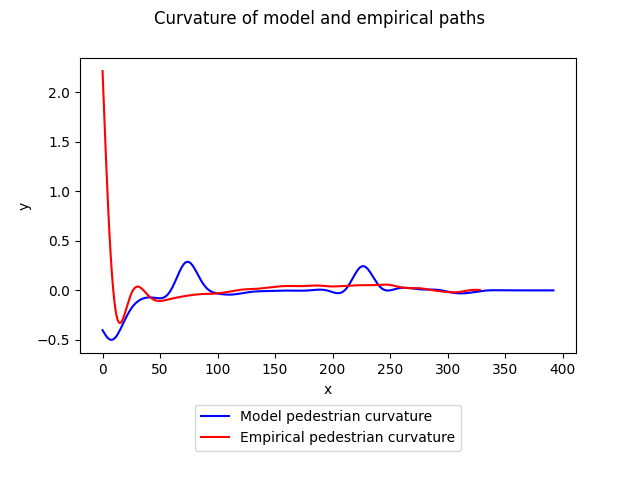 Curvature of model and empirical paths
2.0
1.5
1.0
y
0.5
0.0
−0.5
0 50 100 150 200 250 300 350 400
x
Model pedestrian curvature
Empirical pedestrian curvature